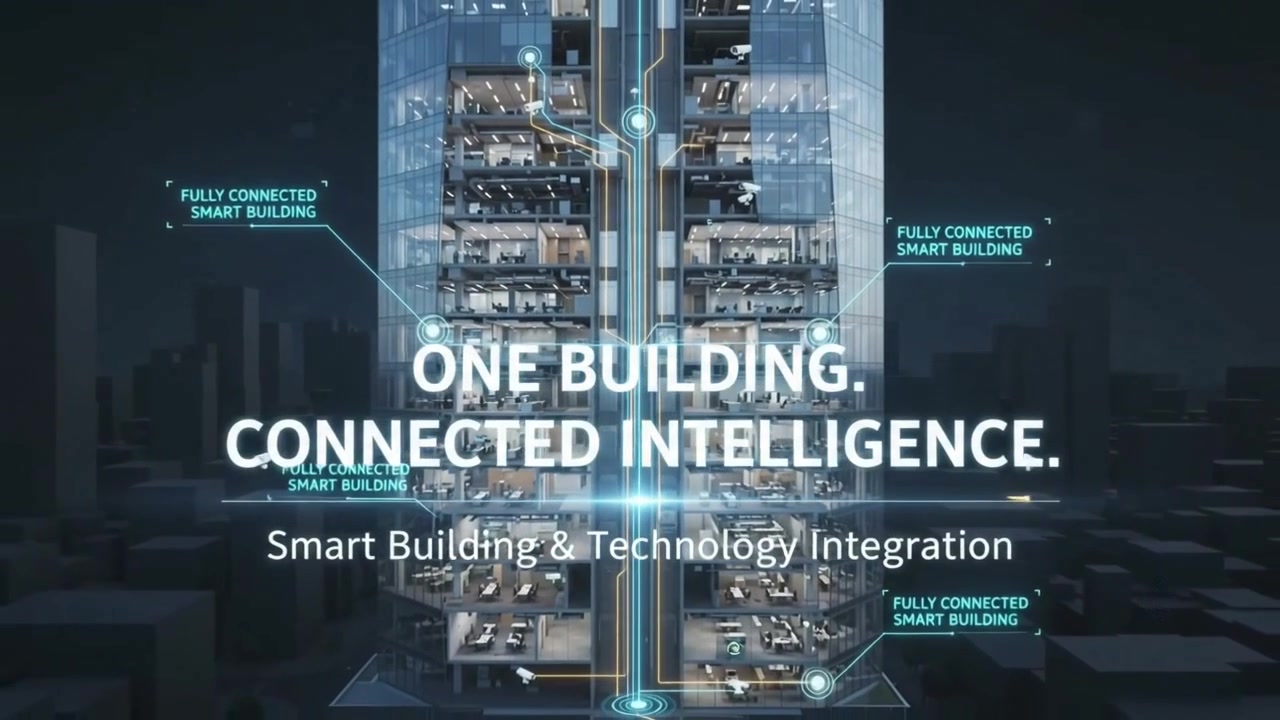 FULLY CONNECTED
SMART BUILDING
FULLY CONNECTED
SMART BUILDING
ONE BUILDING.
CONNECTED INTELLIGENCE.
FULLY CONNECTED
SMART BUILDING
Smart Building & Technology Integration
FULLY CONNECTED
SMART BUILDING